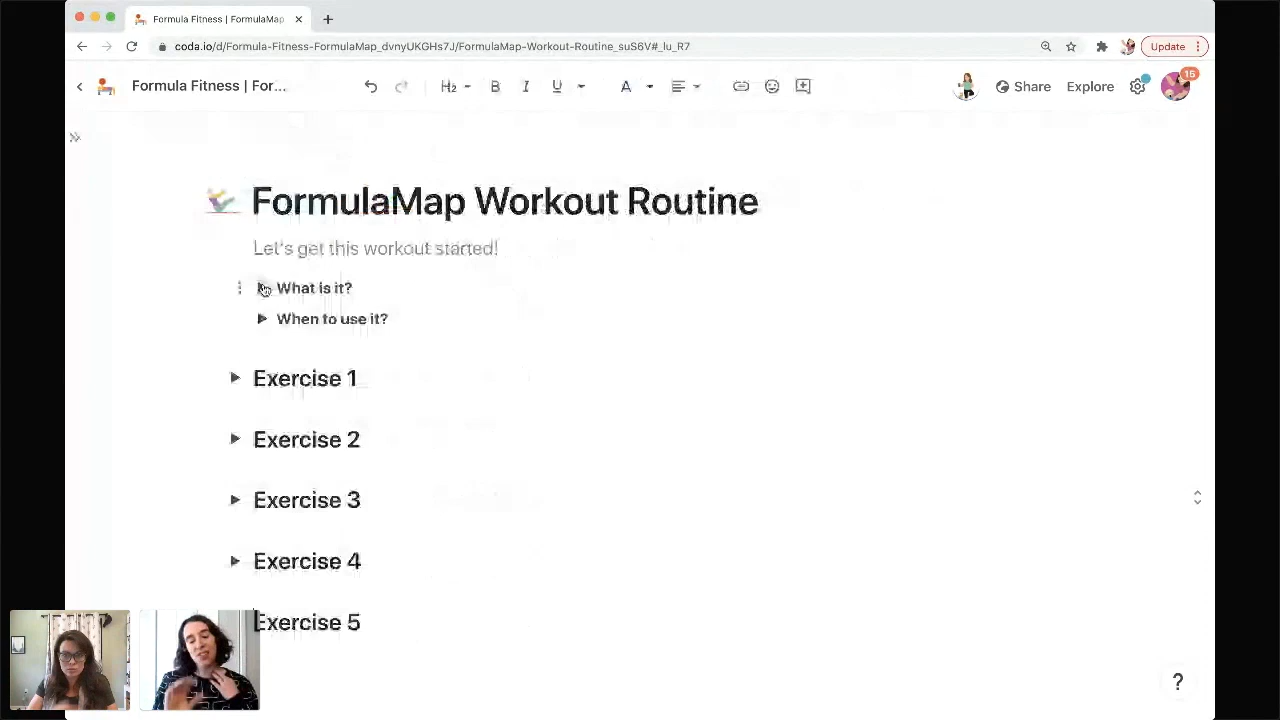 Formula Fitness | FormulaMap
Update
coda.io/d/Formula-Fitness-FormulaMap_dvnyUKGHs7J/FormulaMap-Workout-Routine_suS6V#_lu_R7
Formula Fitness | For...
H2
B
I
U
A
Share
Explore
16
FormulaMap Workout Routine
Let's get this workout started!
What is it?
When to use it?
Exercise 1
Exercise 2
Exercise 3
Exercise 4
Exercise 5
?